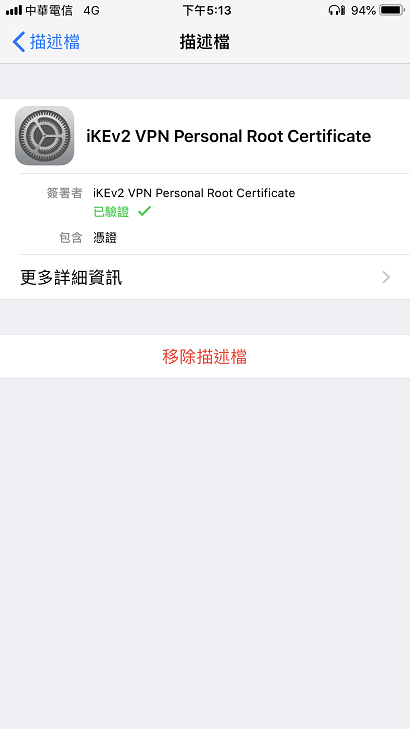 中華電信 4G 下午5:13 94%
描述檔 描述檔
iKEv2 VPN Personal Root Certificate
簽署者 iKEv2 VPN Personal Root Certificate
已驗證
包含 憑證
更多詳細資訊
移除描述檔